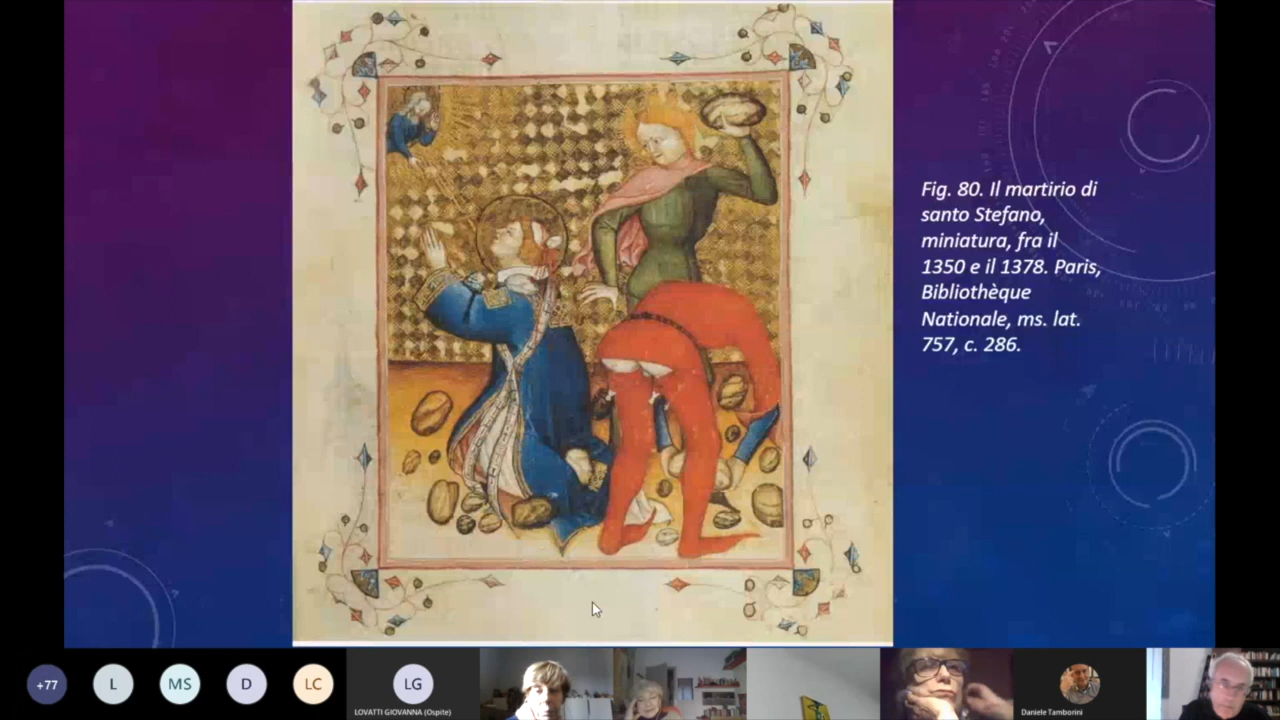 Fig. 80. Il martirio di
santo Stefano,
miniatura, fra il
1350 e il 1378. Paris,
Bibliothèque
Nationale, ms. lat.
757, c. 286.
+77
L
MS
D
LC
LG
LOVATTI GIOVANNA (Ospite)
Daniele Tamborini